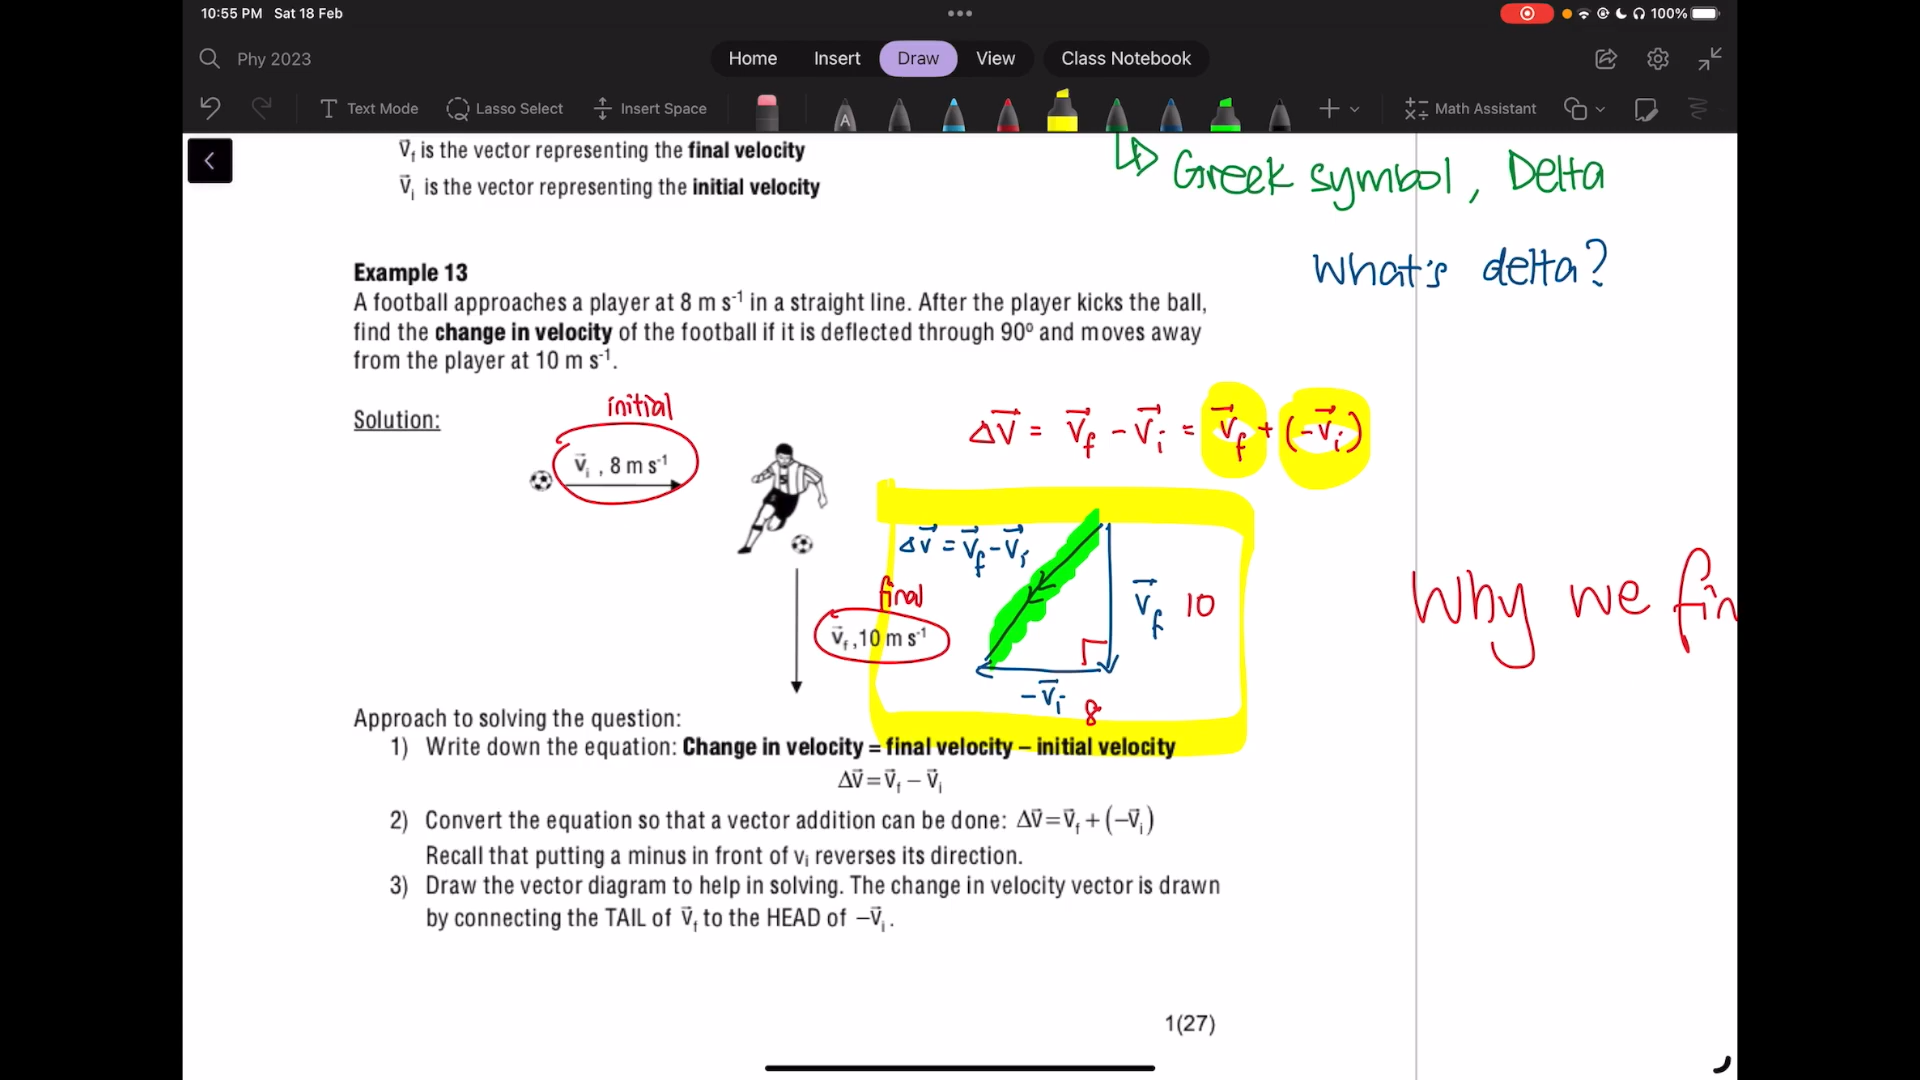 10:55 PM Sat 18 Feb
100%
Phy 2023
Home Insert Draw View Class Notebook
Text Mode Lasso Select Insert Space A Math Assistant
v⃗f is the vector representing the final velocity
v⃗i is the vector representing the initial velocity
Greek symbol, Delta
What's delta?
Example 13
A football approaches a player at 8 m s⁻¹ in a straight line. After the player kicks the ball,
find the change in velocity of the football if it is deflected through 90º and moves away
from the player at 10 m s⁻¹.
Solution:
initial
v⃗i , 8 m s⁻¹
Δv⃗ = v⃗f − v⃗i = v⃗f + (−v⃗i)
Δv⃗ = v⃗f − v⃗i
final
v⃗f ,10 m s⁻¹
v⃗f 10
−v⃗i 8
Why we fin
Approach to solving the question:
1) Write down the equation: Change in velocity = final velocity – initial velocity
Δv⃗ = v⃗f − v⃗i
2) Convert the equation so that a vector addition can be done: Δv⃗ = v⃗f + (−v⃗i)
Recall that putting a minus in front of vi reverses its direction.
3) Draw the vector diagram to help in solving. The change in velocity vector is drawn
by connecting the TAIL of v⃗f to the HEAD of −v⃗i .
1(27)